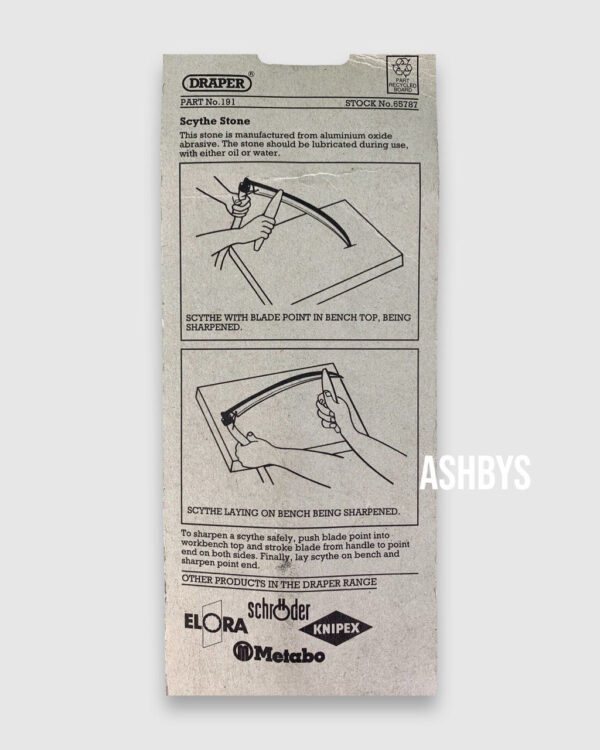 DRAPER®
PART
RECYCLED
BOARD
PART No.191 STOCK No.65787
Scythe Stone
This stone is manufactured from aluminium oxide
abrasive. The stone should be lubricated during use,
with either oil or water.
SCYTHE WITH BLADE POINT IN BENCH TOP, BEING
SHARPENED.
SCYTHE LAYING ON BENCH BEING SHARPENED.
ASHBYS
To sharpen a scythe safely, push blade point into
workbench top and stroke blade from handle to point
end on both sides. Finally, lay scythe on bench and
sharpen point end.
OTHER PRODUCTS IN THE DRAPER RANGE
schröder
ELORA
KNIPEX
Metabo